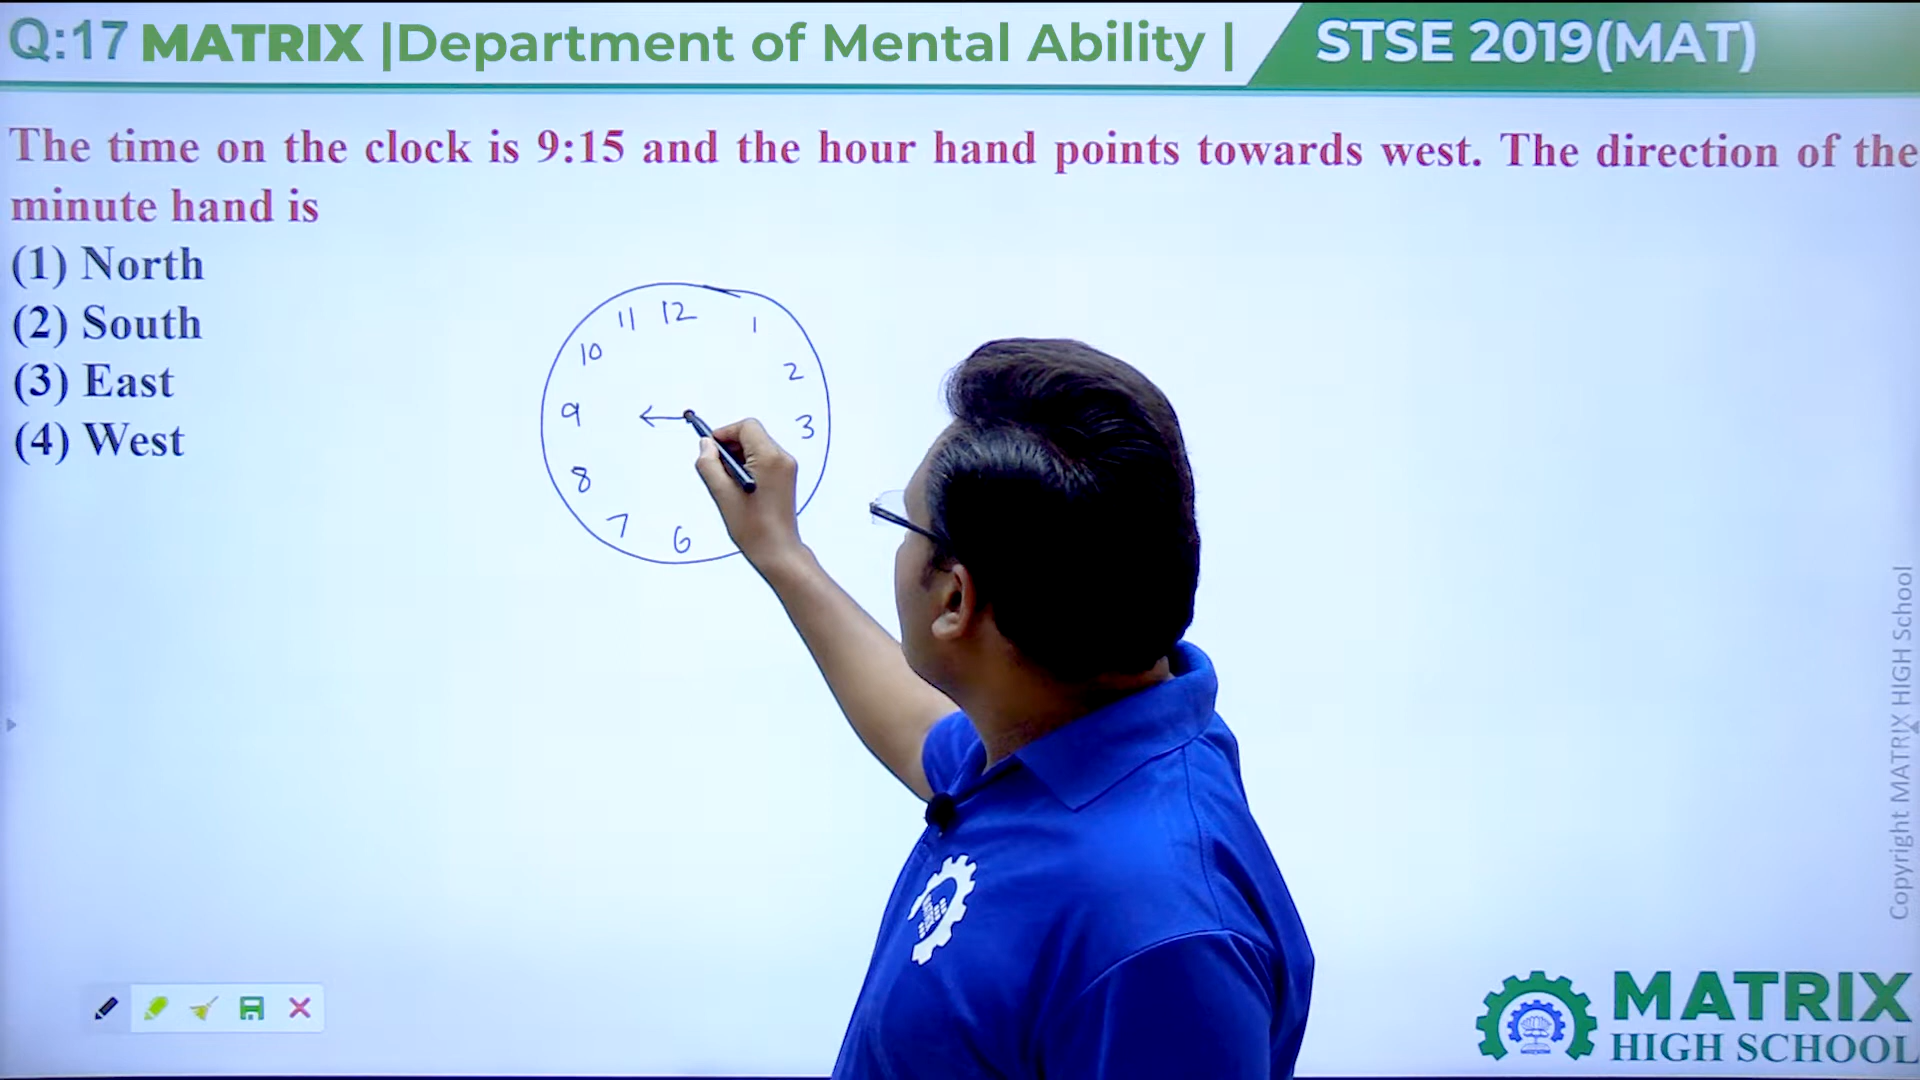 Q:17 MATRIX |Department of Mental Ability | STSE 2019(MAT)
The time on the clock is 9:15 and the hour hand points towards west. The direction of the
minute hand is
(1) North
(2) South
(3) East
(4) West
11 12 1
10 2
9 3
8
7 6
Copyright MATRIX HIGH School
MATRIX
HIGH SCHOOL